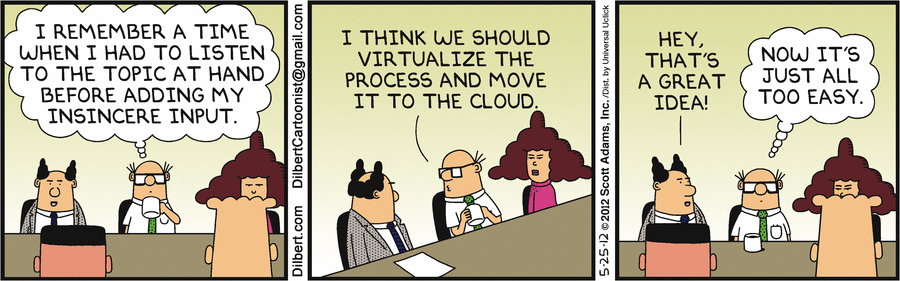 I REMEMBER A TIME
WHEN I HAD TO LISTEN
TO THE TOPIC AT HAND
BEFORE ADDING MY
INSINCERE INPUT.
Dilbert.com DilbertCartoonist@gmail.com
I THINK WE SHOULD
VIRTUALIZE THE
PROCESS AND MOVE
IT TO THE CLOUD.
5-25-12 © 2012 Scott Adams, Inc. /Dist. by Universal Uclick
HEY,
THAT'S
A GREAT
IDEA!
NOW IT'S
JUST ALL
TOO EASY.